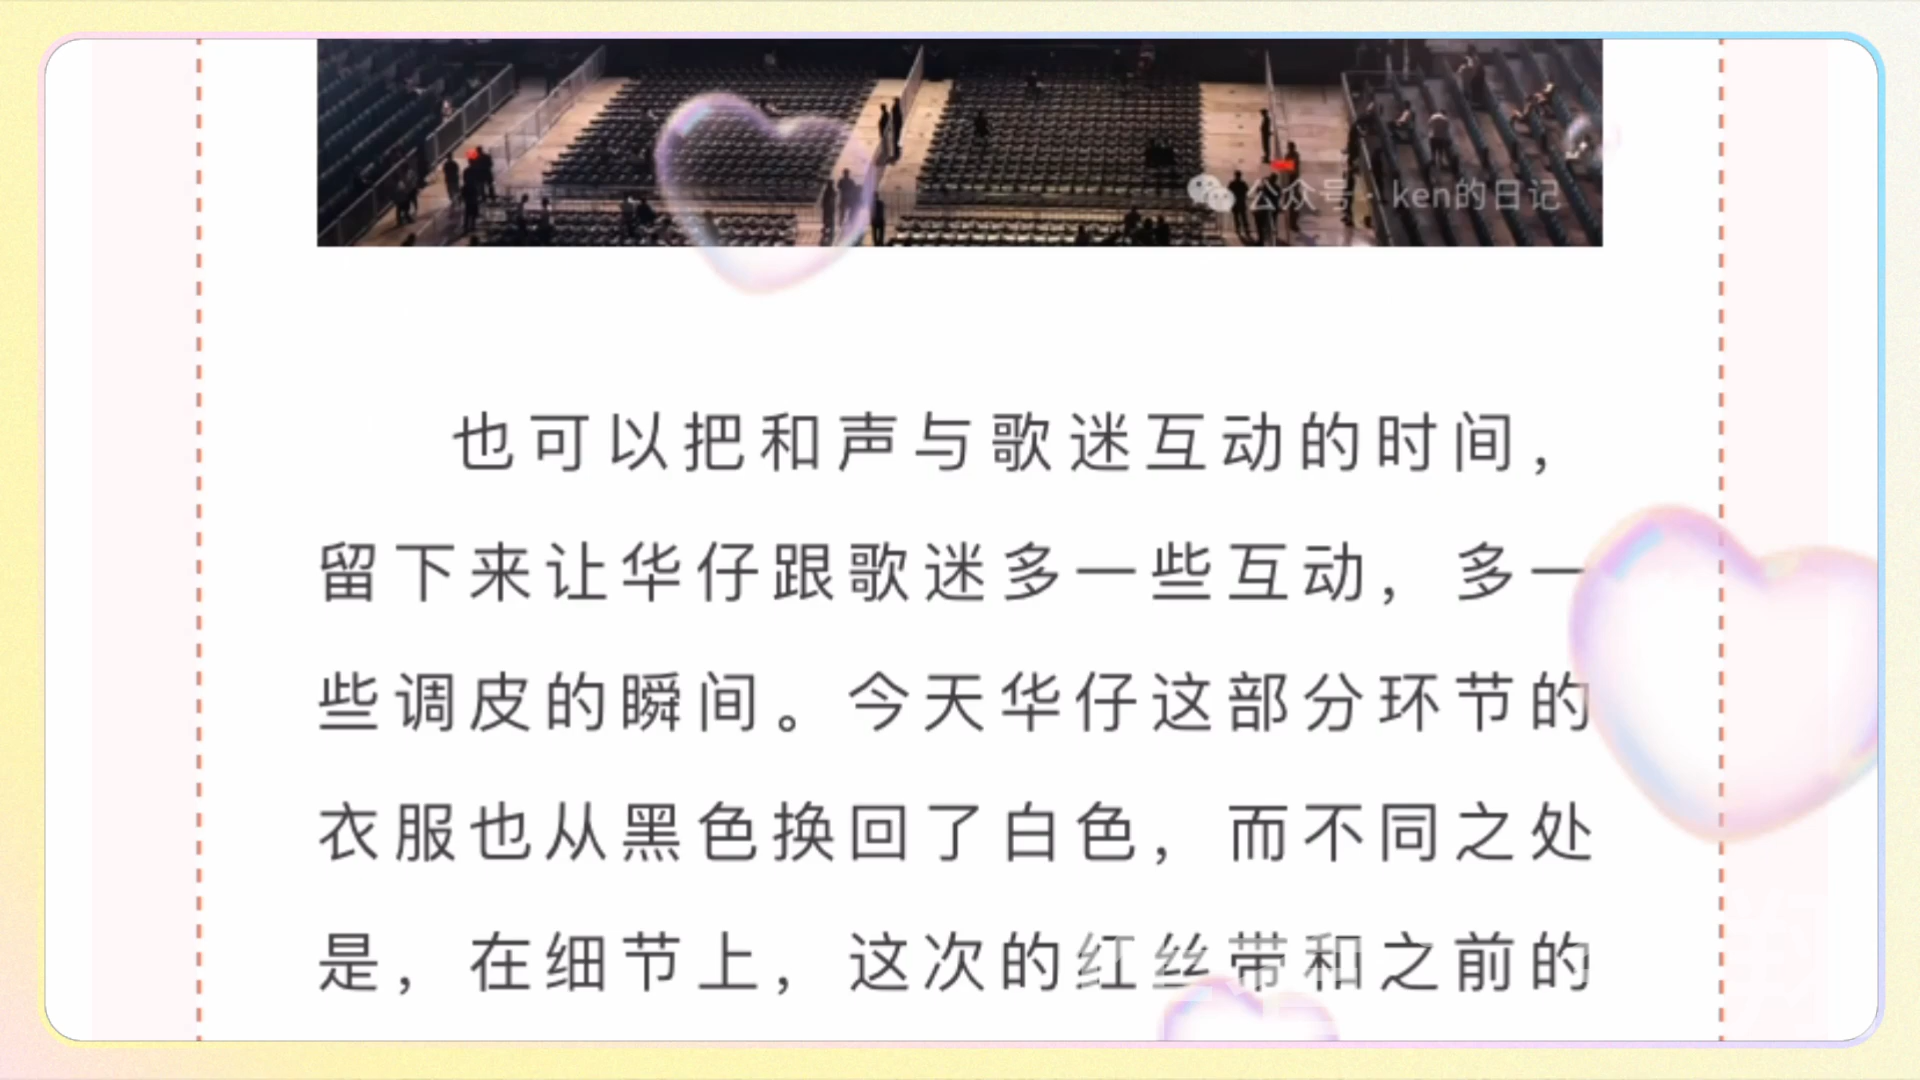 公众号 · ken的日记
也可以把和声与歌迷互动的时间，
留下来让华仔跟歌迷多一些互动，多一
些调皮的瞬间。今天华仔这部分环节的
衣服也从黑色换回了白色，而不同之处
是，在细节上，这次的红丝带和之前的